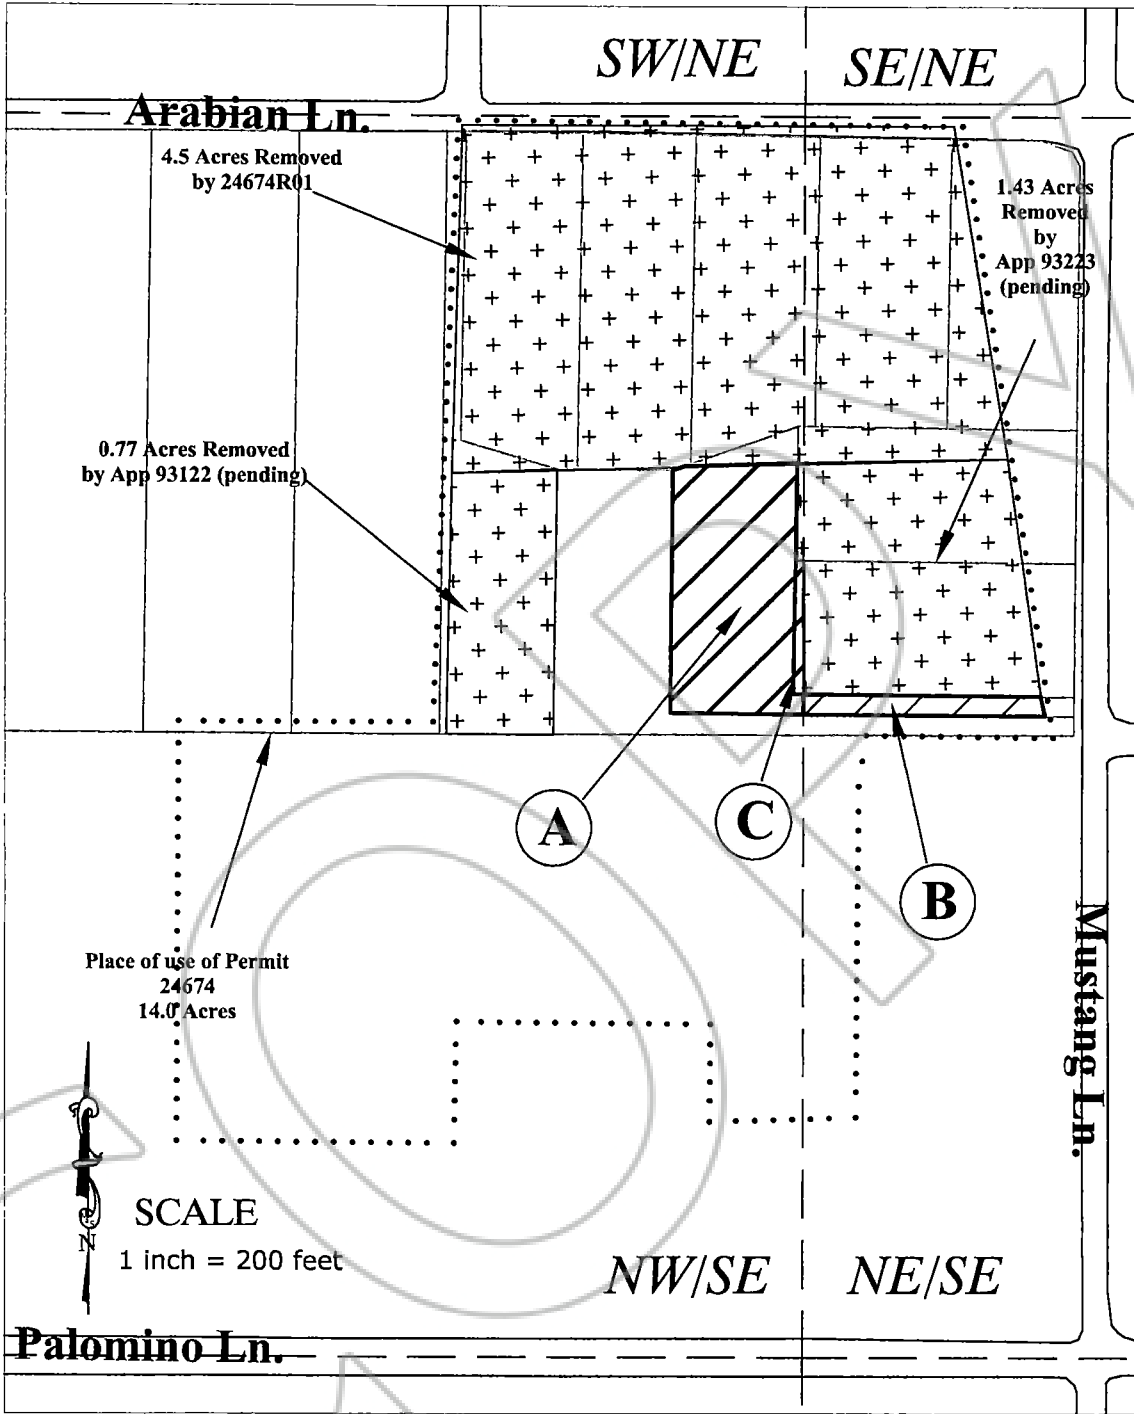 SW/NE
SE/NE
Arabian Ln.
4.5 Acres Removed
by 24674R01
1.43 Acres
Removed
by
App 93223
(pending)
0.77 Acres Removed
by App 93122 (pending)
A
C
B
Place of use of Permit
24674
14.0 Acres
Mustang Ln.
N
SCALE
1 inch = 200 feet
NW/SE
NE/SE
Palomino Ln.